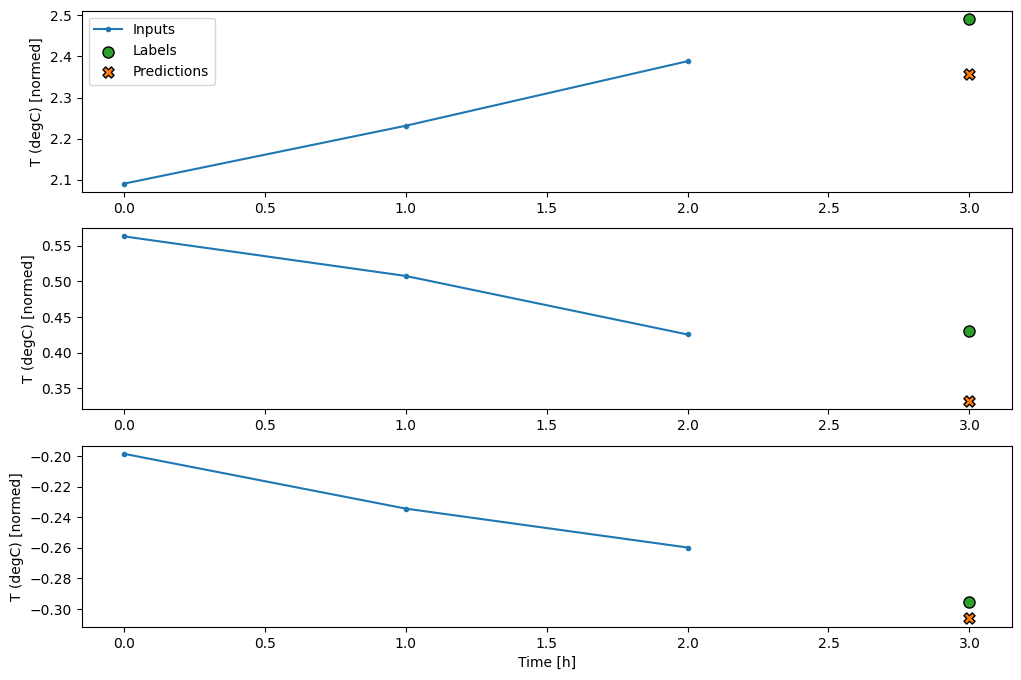 2.5
2.4
2.3
2.2
2.1
T (degC) [normed]
Inputs
Labels
Predictions
0.0 0.5 1.0 1.5 2.0 2.5 3.0
0.55
0.50
0.45
0.40
0.35
T (degC) [normed]
0.0 0.5 1.0 1.5 2.0 2.5 3.0
−0.20
−0.22
−0.24
−0.26
−0.28
−0.30
T (degC) [normed]
0.0 0.5 1.0 1.5 2.0 2.5 3.0
Time [h]